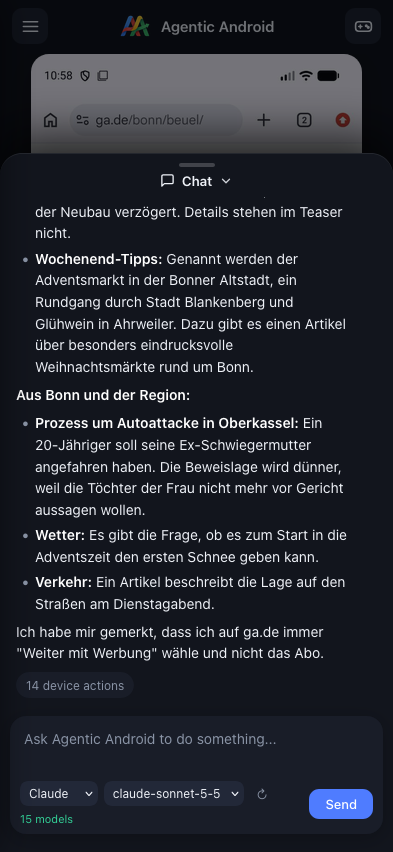 Agentic Android
10:58
ga.de/bonn/beuel/
2
Chat
der Neubau verzögert. Details stehen im Teaser
nicht.
• Wochenend-Tipps: Genannt werden der
Adventsmarkt in der Bonner Altstadt, ein
Rundgang durch Stadt Blankenberg und
Glühwein in Ahrweiler. Dazu gibt es einen Artikel
über besonders eindrucksvolle
Weihnachtsmärkte rund um Bonn.
Aus Bonn und der Region:
• Prozess um Autoattacke in Oberkassel: Ein
20-Jähriger soll seine Ex-Schwiegermutter
angefahren haben. Die Beweislage wird dünner,
weil die Töchter der Frau nicht mehr vor Gericht
aussagen wollen.
• Wetter: Es gibt die Frage, ob es zum Start in die
Adventszeit den ersten Schnee geben kann.
• Verkehr: Ein Artikel beschreibt die Lage auf den
Straßen am Dienstagabend.
Ich habe mir gemerkt, dass ich auf ga.de immer
"Weiter mit Werbung" wähle und nicht das Abo.
14 device actions
Ask Agentic Android to do something...
Claude
claude-sonnet-5-5
Send
15 models